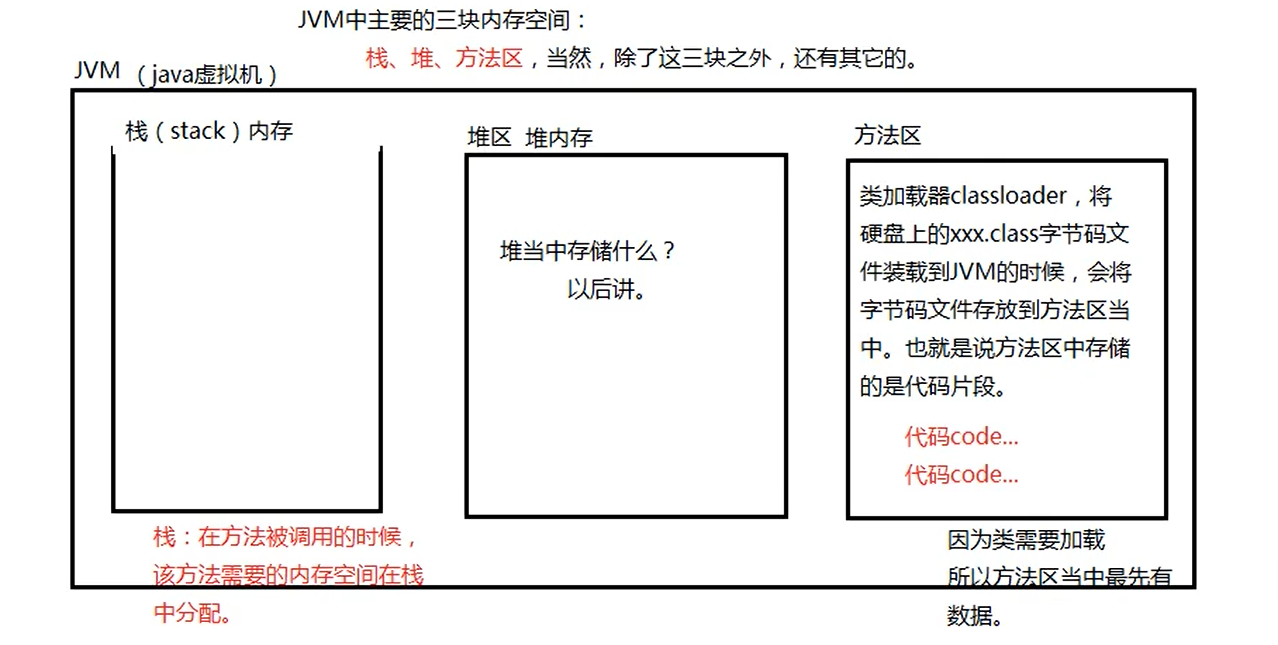 JVM中主要的三块内存空间：
栈、堆、方法区，当然，除了这三块之外，还有其它的。
JVM （java虚拟机）
栈（stack）内存
堆区 堆内存
方法区
堆当中存储什么？
以后讲。
类加载器classloader，将
硬盘上的xxx.class字节码文
件装载到JVM的时候，会将
字节码文件存放到方法区当
中。也就是说方法区中存储
的是代码片段。
代码code...
代码code...
栈：在方法被调用的时候，
该方法需要的内存空间在栈
中分配。
因为类需要加载
所以方法区当中最先有
数据。